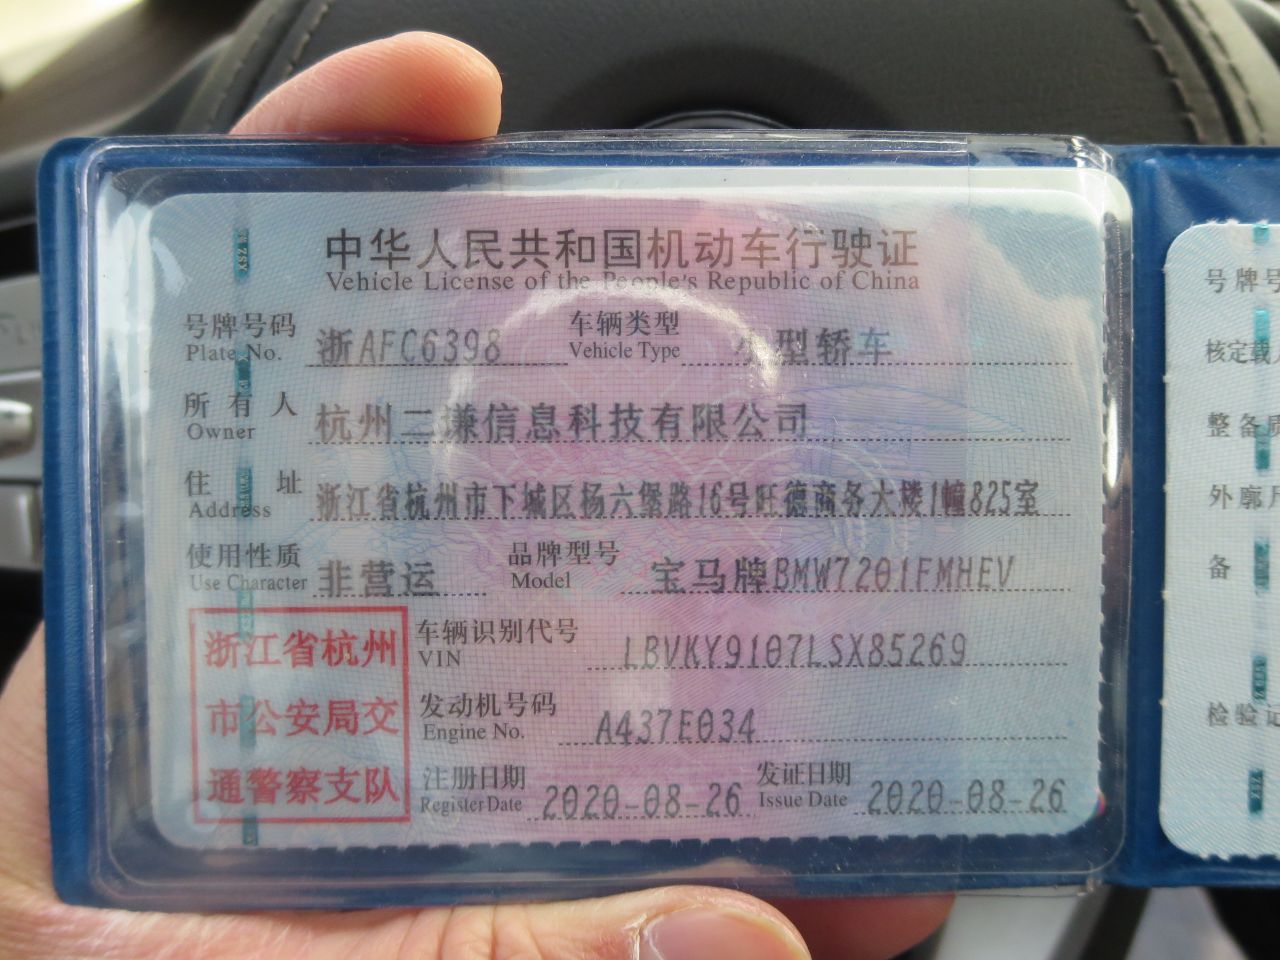 中华人民共和国机动车行驶证
Vehicle License of the People's Republic of China
号牌号码 浙AFC6398 车辆类型 小型轿车
Plate No. Vehicle Type
所有人 杭州二谦信息科技有限公司
Owner
住址 浙江省杭州市下城区杨六堡路16号旺德商务大楼1幢825室
Address
使用性质 非营运 品牌型号 宝马牌BMW7201FMHEV
Use Character Model
浙江省杭州
市公安局交
通警察支队
车辆识别代号 LBVKY9107LSX85269
VIN
发动机号码 A437E034
Engine No.
注册日期 2020-08-26 发证日期 2020-08-26
Register Date Issue Date
号牌号
核定载
整备质
外廓
备
检验